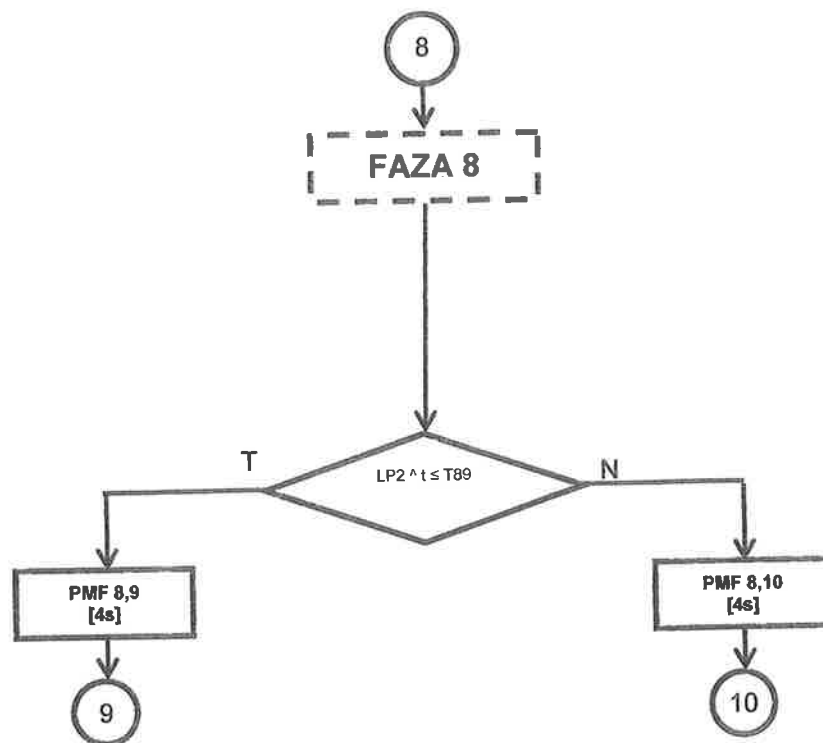 8
FAZA 8
LP2 ^ t ≤ T89
T
N
PMF 8,9
[4s]
PMF 8,10
[4s]
9
10